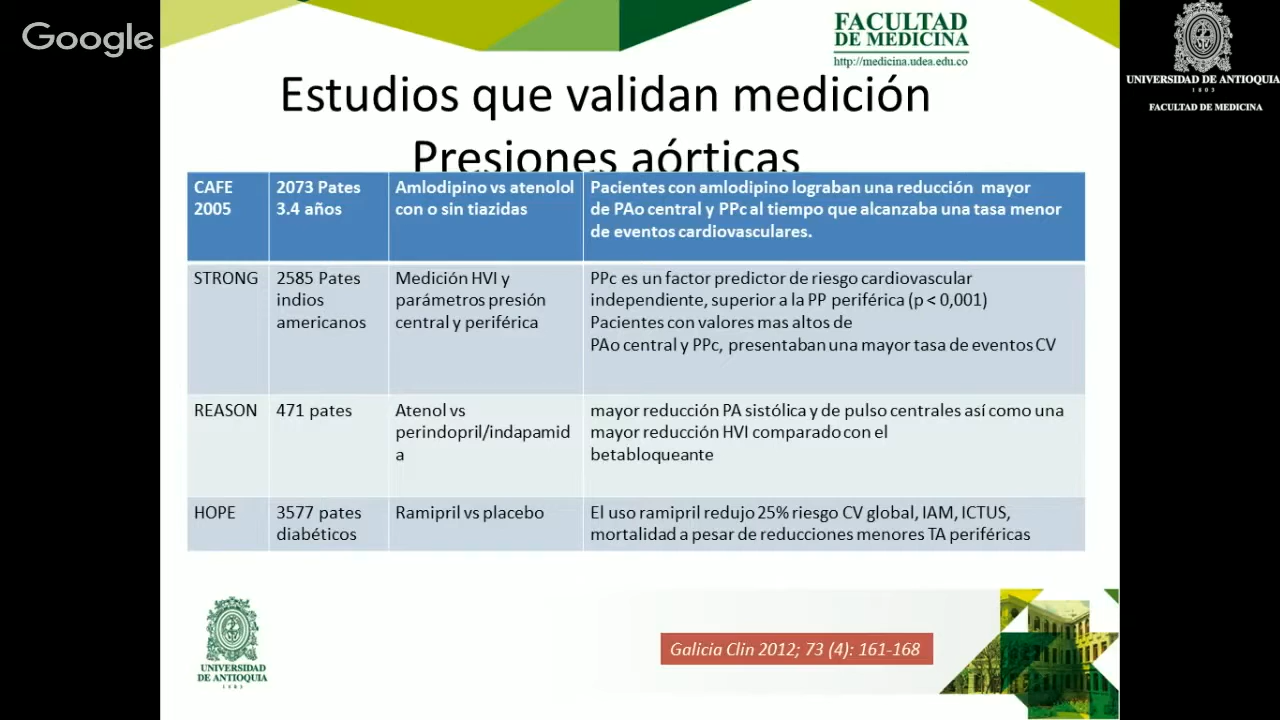 Google
FACULTAD
DE MEDICINA
http://medicina.udea.edu.co
UNIVERSIDAD DE ANTIOQUIA
1803
FACULTAD DE MEDICINA
Estudios que validan medición
Presiones aórticas
CAFE
2005
2073 Pates
3.4 años
Amlodipino vs atenolol
con o sin tiazidas
Pacientes con amlodipino lograban una reducción mayor
de PAo central y PPc al tiempo que alcanzaba una tasa menor
de eventos cardiovasculares.
STRONG
2585 Pates
indios
americanos
Medición HVI y
parámetros presión
central y periférica
PPc es un factor predictor de riesgo cardiovascular
independiente, superior a la PP periférica (p < 0,001)
Pacientes con valores mas altos de
PAo central y PPc, presentaban una mayor tasa de eventos CV
REASON
471 pates
Atenol vs
perindopril/indapamid
a
mayor reducción PA sistólica y de pulso centrales así como una
mayor reducción HVI comparado con el
betabloqueante
HOPE
3577 pates
diabéticos
Ramipril vs placebo
El uso ramipril redujo 25% riesgo CV global, IAM, ICTUS,
mortalidad a pesar de reducciones menores TA periféricas
UNIVERSIDAD
DE ANTIOQUIA
1803
Galicia Clin 2012; 73 (4): 161-168